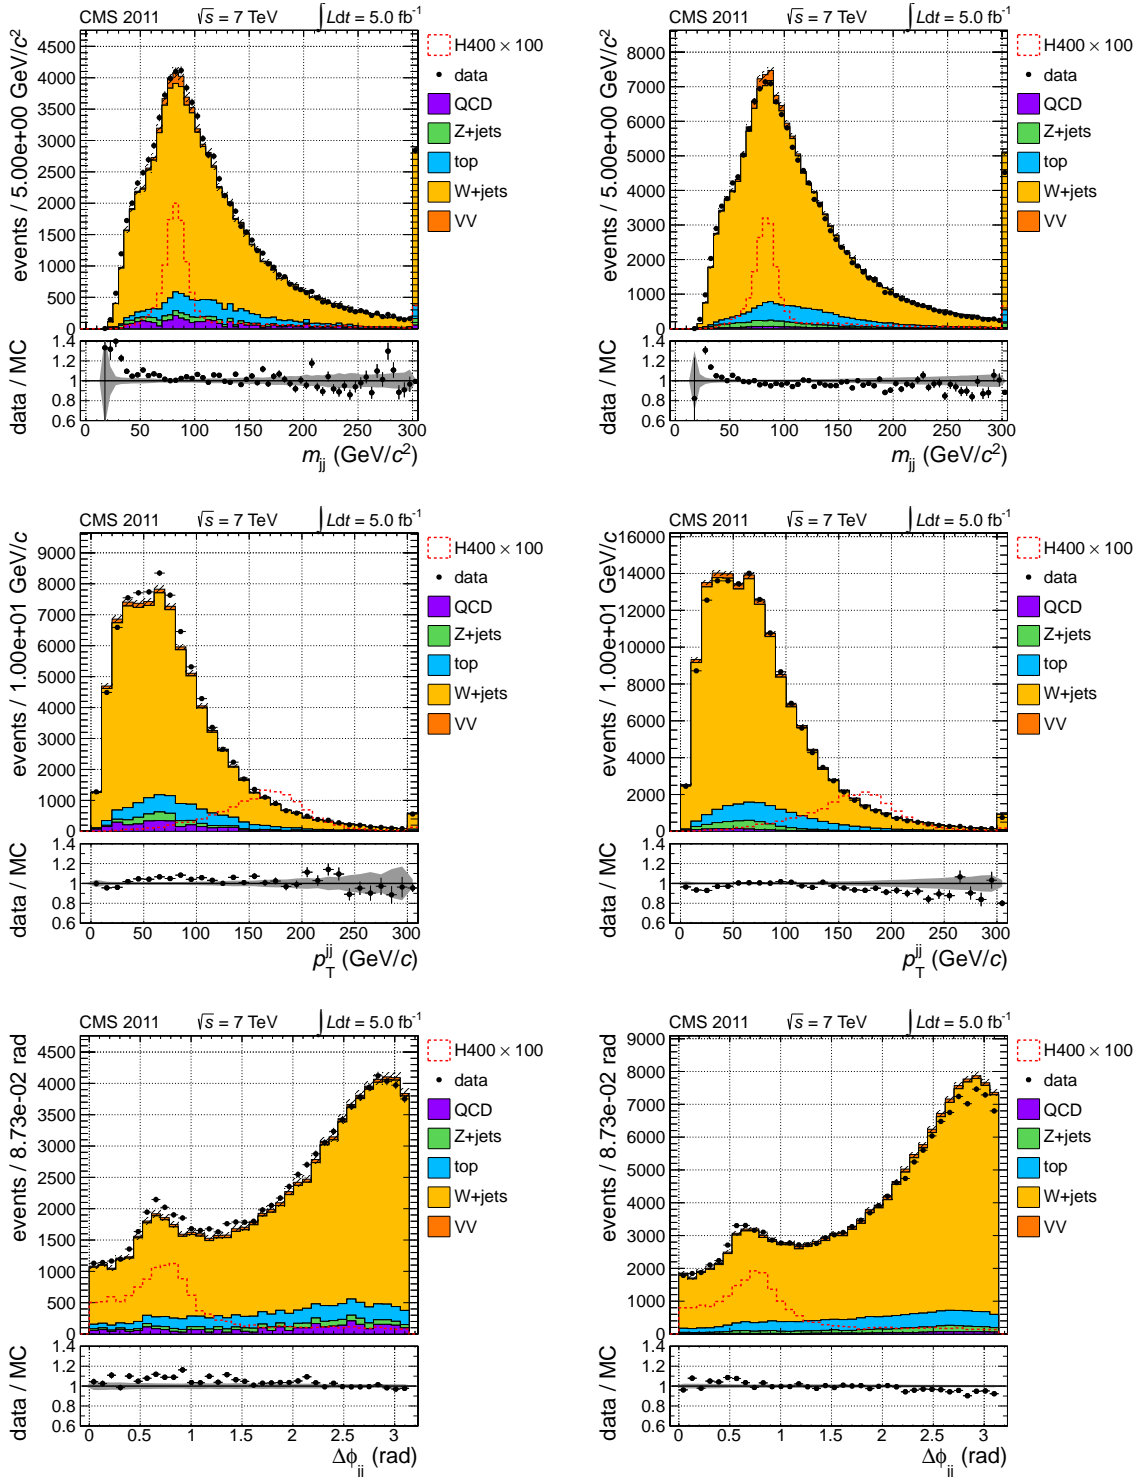 CMS 2011 √s = 7 TeV ∫Ldt = 5.0 fb⁻¹
events / 5.00e+00 GeV/c²
4500
4000
3500
3000
2500
2000
1500
1000
500
0
H400 × 100
data
QCD
Z+jets
top
W+jets
VV
data / MC
1.4
1.2
1
0.8
0.6
0 50 100 150 200 250 300
m_jj (GeV/c²)
CMS 2011 √s = 7 TeV ∫Ldt = 5.0 fb⁻¹
events / 5.00e+00 GeV/c²
8000
7000
6000
5000
4000
3000
2000
1000
0
H400 × 100
data
QCD
Z+jets
top
W+jets
VV
data / MC
1.4
1.2
1
0.8
0.6
0 50 100 150 200 250 300
m_jj (GeV/c²)
CMS 2011 √s = 7 TeV ∫Ldt = 5.0 fb⁻¹
events / 1.00e+01 GeV/c
9000
8000
7000
6000
5000
4000
3000
2000
1000
0
H400 × 100
data
QCD
Z+jets
top
W+jets
VV
data / MC
1.4
1.2
1
0.8
0.6
0 50 100 150 200 250 300
p_T^jj (GeV/c)
CMS 2011 √s = 7 TeV ∫Ldt = 5.0 fb⁻¹
events / 1.00e+01 GeV/c
16000
14000
12000
10000
8000
6000
4000
2000
0
H400 × 100
data
QCD
Z+jets
top
W+jets
VV
data / MC
1.4
1.2
1
0.8
0.6
0 50 100 150 200 250 300
p_T^jj (GeV/c)
CMS 2011 √s = 7 TeV ∫Ldt = 5.0 fb⁻¹
events / 8.73e-02 rad
4500
4000
3500
3000
2500
2000
1500
1000
500
0
H400 × 100
data
QCD
Z+jets
top
W+jets
VV
data / MC
1.4
1.2
1
0.8
0.6
0 0.5 1 1.5 2 2.5 3
Δϕ_jj (rad)
CMS 2011 √s = 7 TeV ∫Ldt = 5.0 fb⁻¹
events / 8.73e-02 rad
9000
8000
7000
6000
5000
4000
3000
2000
1000
0
H400 × 100
data
QCD
Z+jets
top
W+jets
VV
data / MC
1.4
1.2
1
0.8
0.6
0 0.5 1 1.5 2 2.5 3
Δϕ_jj (rad)